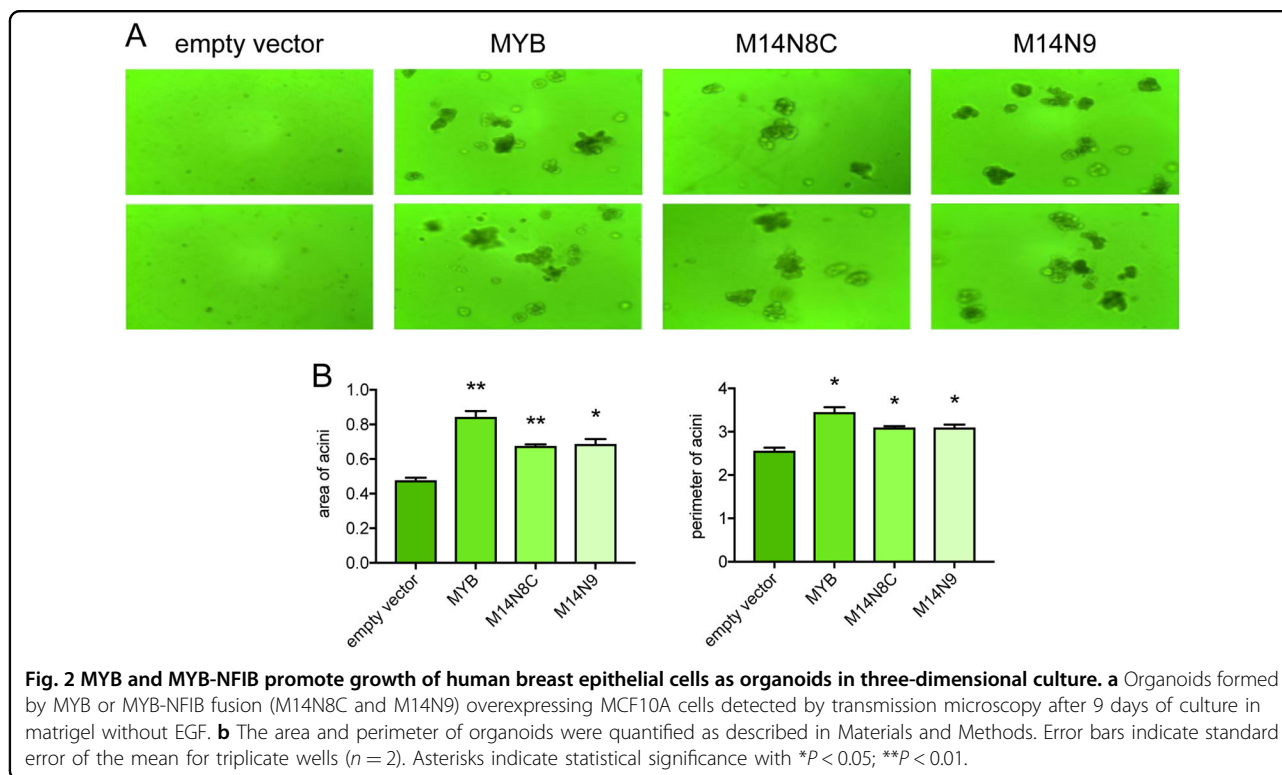 A
empty vector MYB M14N8C M14N9
B
area of acini
1.0
0.8
0.6
0.4
0.2
0.0
** ** *
empty vector MYB M14N8C M14N9
perimeter of acini
4
3
2
1
0
* * *
empty vector MYB M14N8C M14N9
Fig. 2 MYB and MYB-NFIB promote growth of human breast epithelial cells as organoids in three-dimensional culture. a Organoids formed
by MYB or MYB-NFIB fusion (M14N8C and M14N9) overexpressing MCF10A cells detected by transmission microscopy after 9 days of culture in
matrigel without EGF. b The area and perimeter of organoids were quantified as described in Materials and Methods. Error bars indicate standard
error of the mean for triplicate wells (n = 2). Asterisks indicate statistical significance with *P < 0.05; **P < 0.01.